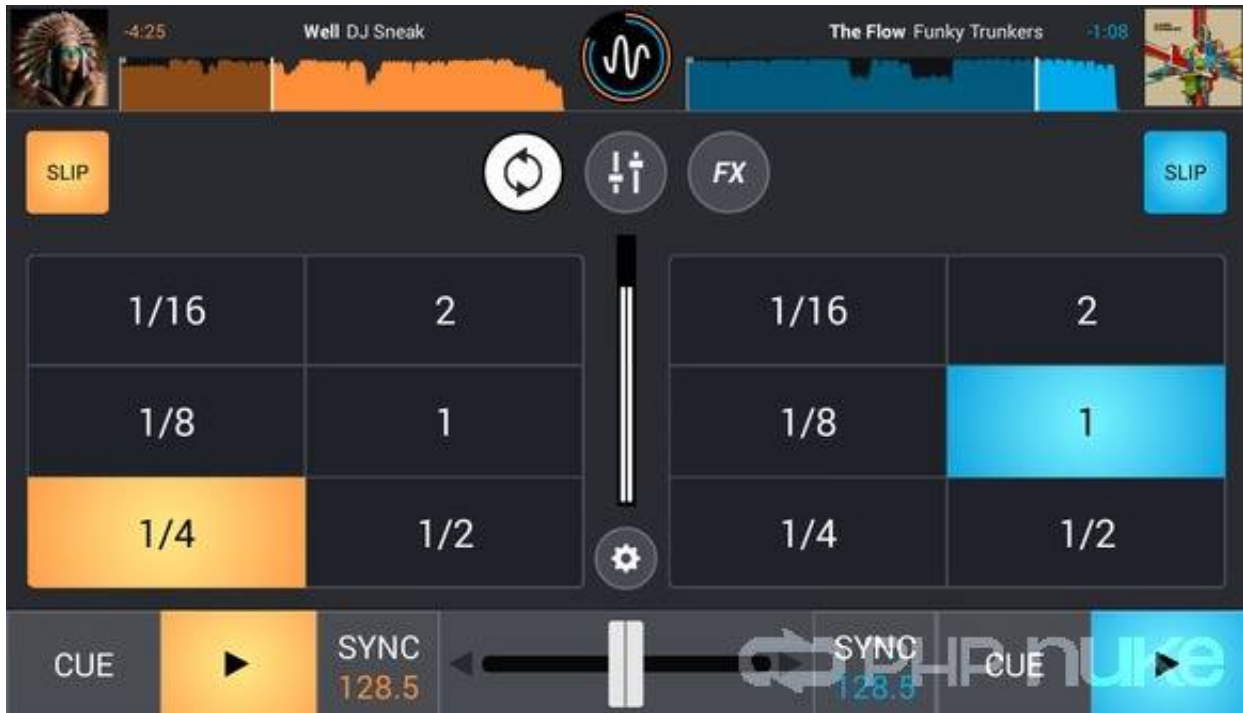 -4:25 Well DJ Sneak The Flow Funky Trunkers -1:08
SLIP FX SLIP
1/16 2 1/16 2
1/8 1 1/8 1
1/4 1/2 1/4 1/2
CUE SYNC SYNC CUE
128.5 128.5
PHP nuke